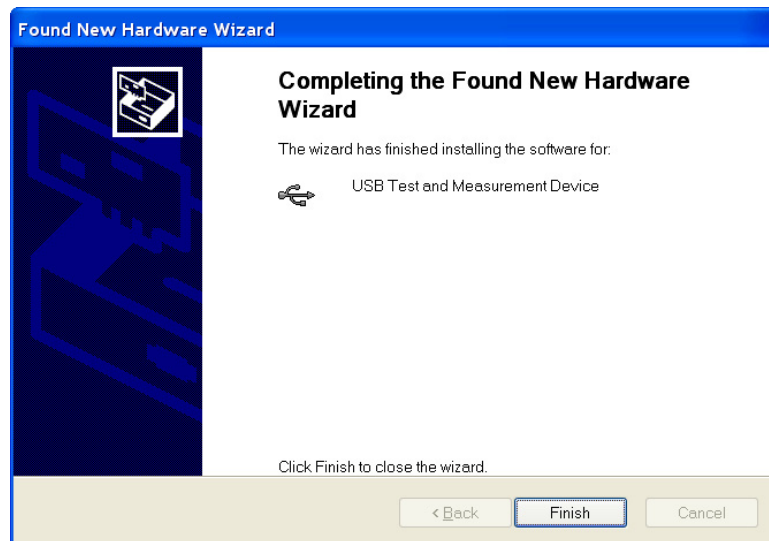 Found New Hardware Wizard
Completing the Found New Hardware
Wizard
The wizard has finished installing the software for:
USB Test and Measurement Device
Click Finish to close the wizard.
< Back
Finish
Cancel